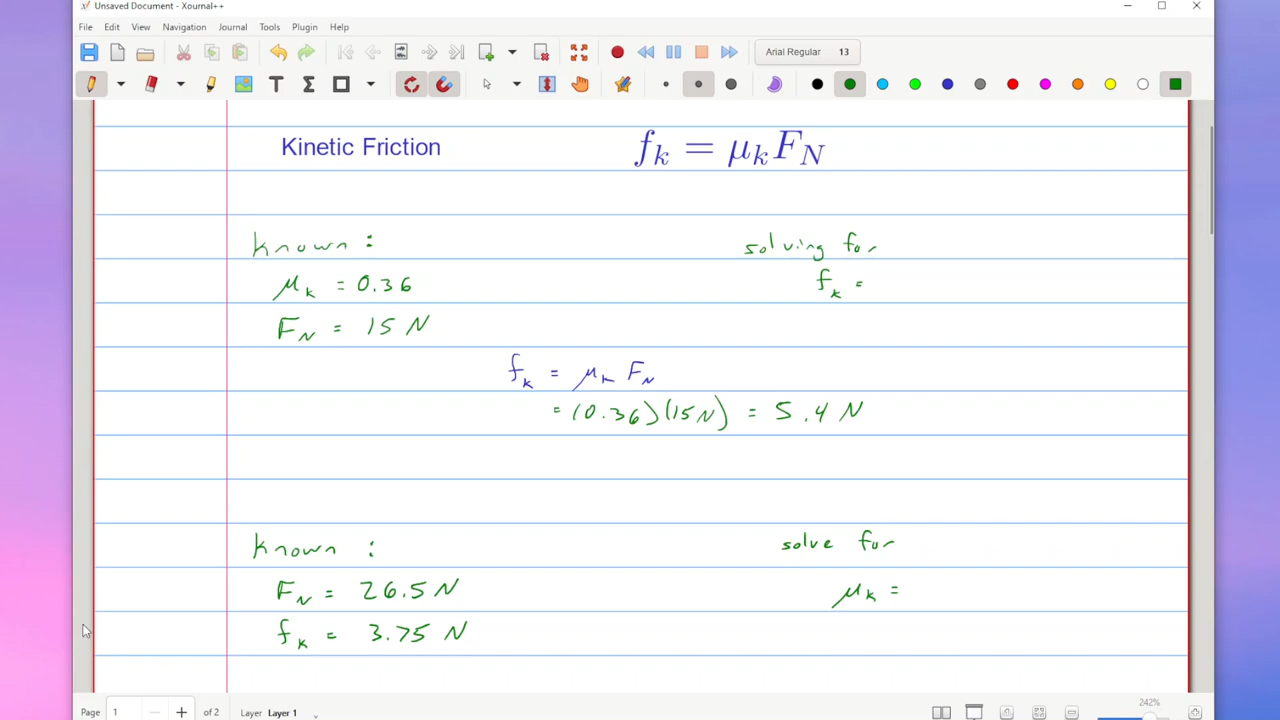 Unsaved Document - Xournal++
File Edit View Navigation Journal Tools Plugin Help
Arial Regular 13
Kinetic Friction f_k = μ_k F_N
known : solving for
μ_k = 0.36 f_k =
F_N = 15 N
f_k = μ_k F_N
= (0.36)(15N) = 5.4 N
known : solve for
F_N = 26.5 N μ_k =
f_k = 3.75 N
242%
Page 1 of 2 Layer Layer 1